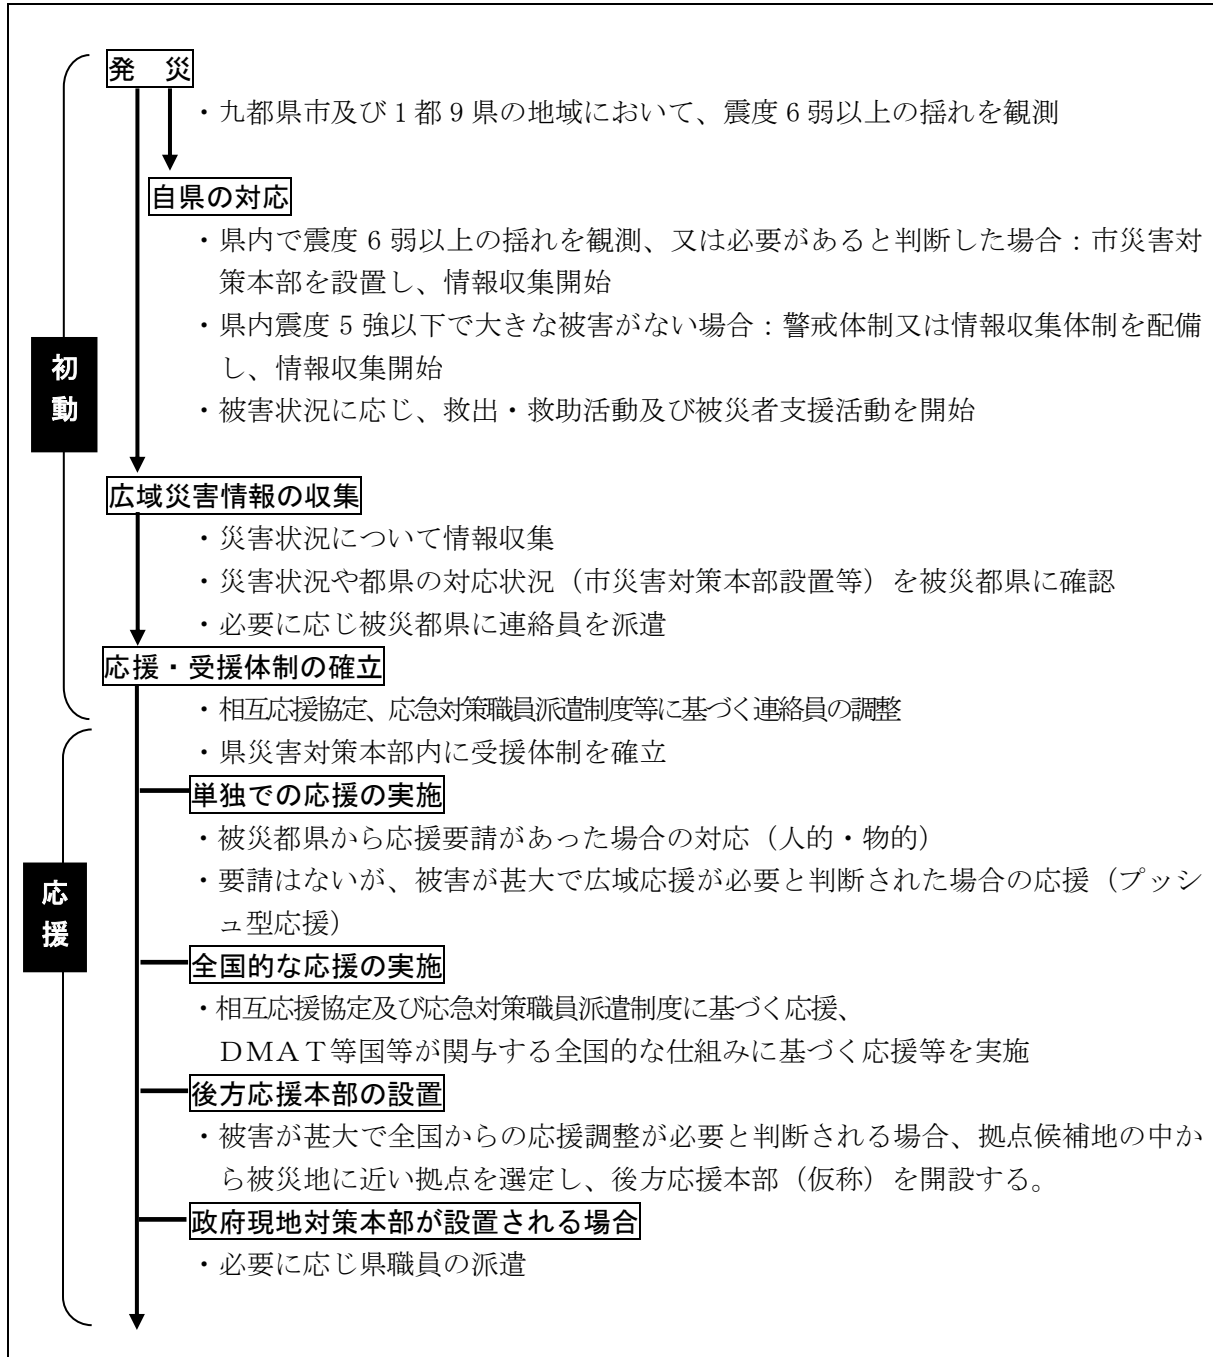 発　災
・九都県市及び1都9県の地域において、震度6弱以上の揺れを観測
自県の対応
・県内で震度6弱以上の揺れを観測、又は必要があると判断した場合：市災害対
策本部を設置し、情報収集開始
・県内震度5強以下で大きな被害がない場合：警戒体制又は情報収集体制を配備
し、情報収集開始
・被害状況に応じ、救出・救助活動及び被災者支援活動を開始
初動
広域災害情報の収集
・災害状況について情報収集
・災害状況や都県の対応状況（市災害対策本部設置等）を被災都県に確認
・必要に応じ被災都県に連絡員を派遣
応援・受援体制の確立
・相互応援協定、応急対策職員派遣制度等に基づく連絡員の調整
・県災害対策本部内に受援体制を確立
単独での応援の実施
・被災都県から応援要請があった場合の対応（人的・物的）
・要請はないが、被害が甚大で広域応援が必要と判断された場合の応援（プッシ
ュ型応援）
応援
全国的な応援の実施
・相互応援協定及び応急対策職員派遣制度に基づく応援、
ＤＭＡＴ等国等が関与する全国的な仕組みに基づく応援等を実施
後方応援本部の設置
・被害が甚大で全国からの応援調整が必要と判断される場合、拠点候補地の中か
ら被災地に近い拠点を選定し、後方応援本部（仮称）を開設する。
政府現地対策本部が設置される場合
・必要に応じ県職員の派遣